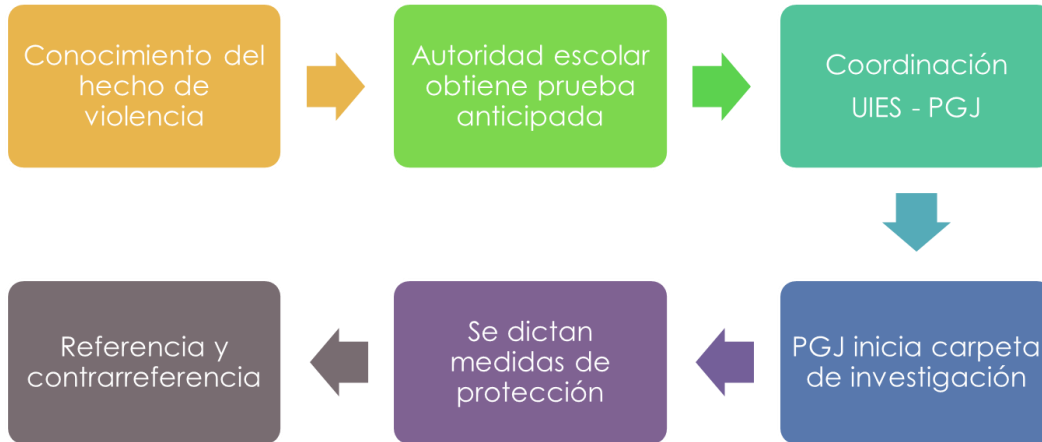 Conocimiento del
hecho de
violencia
Autoridad escolar
obtiene prueba
anticipada
Coordinación
UIES - PGJ
PGJ inicia carpeta
de investigación
Se dictan
medidas de
protección
Referencia y
contrarreferencia